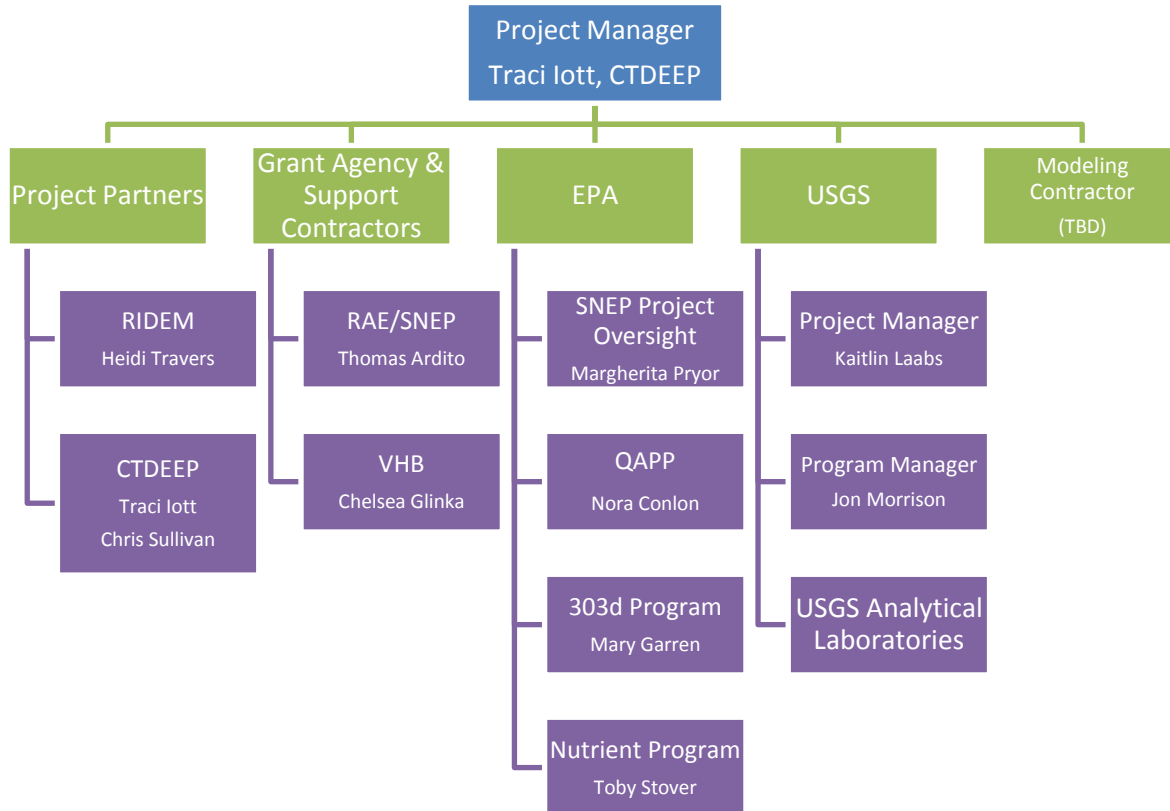 Project Manager
Traci Iott, CTDEEP
Project Partners
Grant Agency &
Support
Contractors
EPA
USGS
Modeling
Contractor
(TBD)
RIDEM
Heidi Travers
RAE/SNEP
Thomas Ardito
SNEP Project
Oversight
Margherita Pryor
Project Manager
Kaitlin Laabs
CTDEEP
Traci Iott
Chris Sullivan
VHB
Chelsea Glinka
QAPP
Nora Conlon
Program Manager
Jon Morrison
303d Program
Mary Garren
USGS Analytical
Laboratories
Nutrient Program
Toby Stover